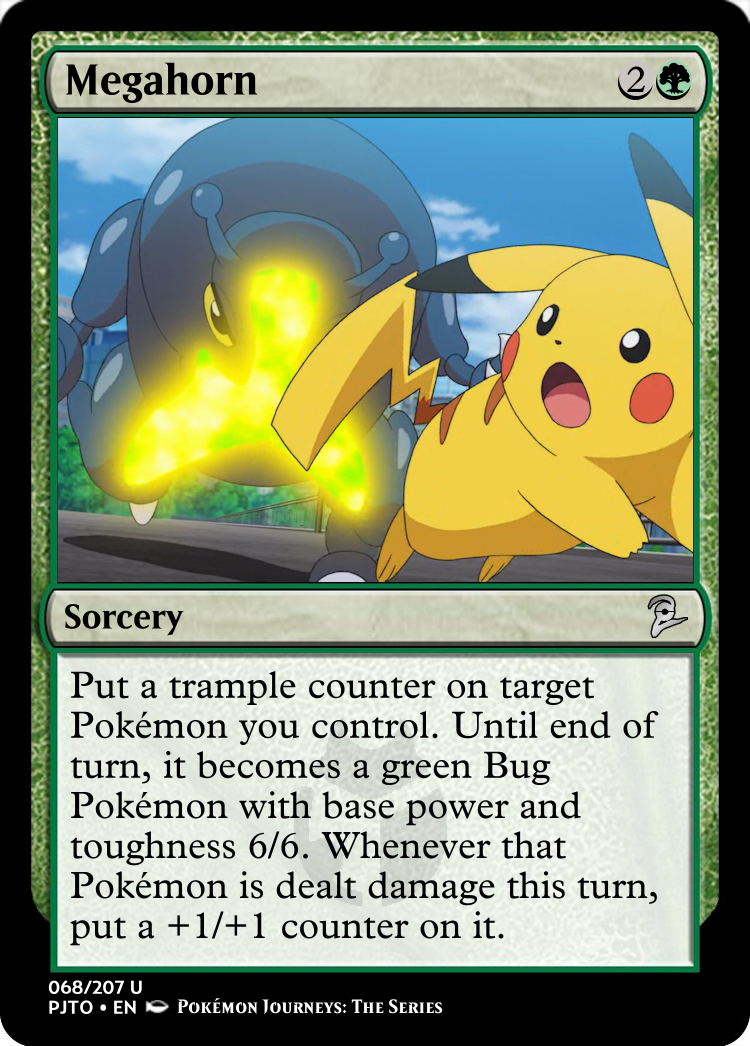 Megahorn 2
Sorcery
Put a trample counter on target
Pokémon you control. Until end of
turn, it becomes a green Bug
Pokémon with base power and
toughness 6/6. Whenever that
Pokémon is dealt damage this turn,
put a +1/+1 counter on it.
068/207 U
PJTO • EN Pokémon Journeys: The Series